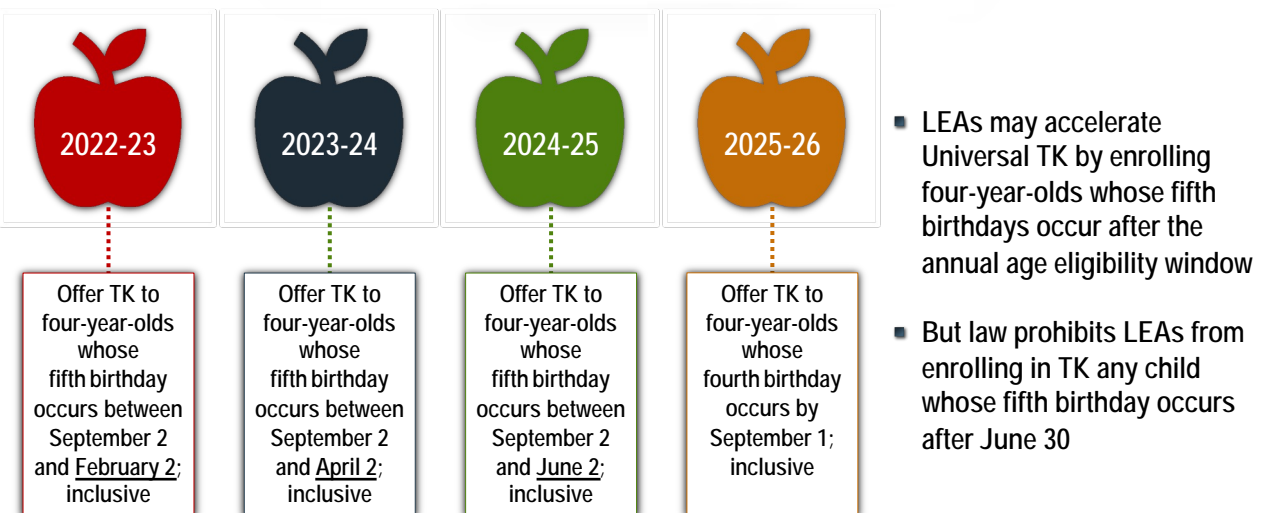 2022-23
Offer TK to
four-year-olds
whose
fifth birthday
occurs between
September 2
and February 2;
inclusive
2023-24
Offer TK to
four-year-olds
whose
fifth birthday
occurs between
September 2
and April 2;
inclusive
2024-25
Offer TK to
four-year-olds
whose
fifth birthday
occurs between
September 2
and June 2;
inclusive
2025-26
Offer TK to
four-year-olds
whose
fourth birthday
occurs by
September 1;
inclusive
▪ LEAs may accelerate
Universal TK by enrolling
four-year-olds whose fifth
birthdays occur after the
annual age eligibility window
▪ But law prohibits LEAs from
enrolling in TK any child
whose fifth birthday occurs
after June 30